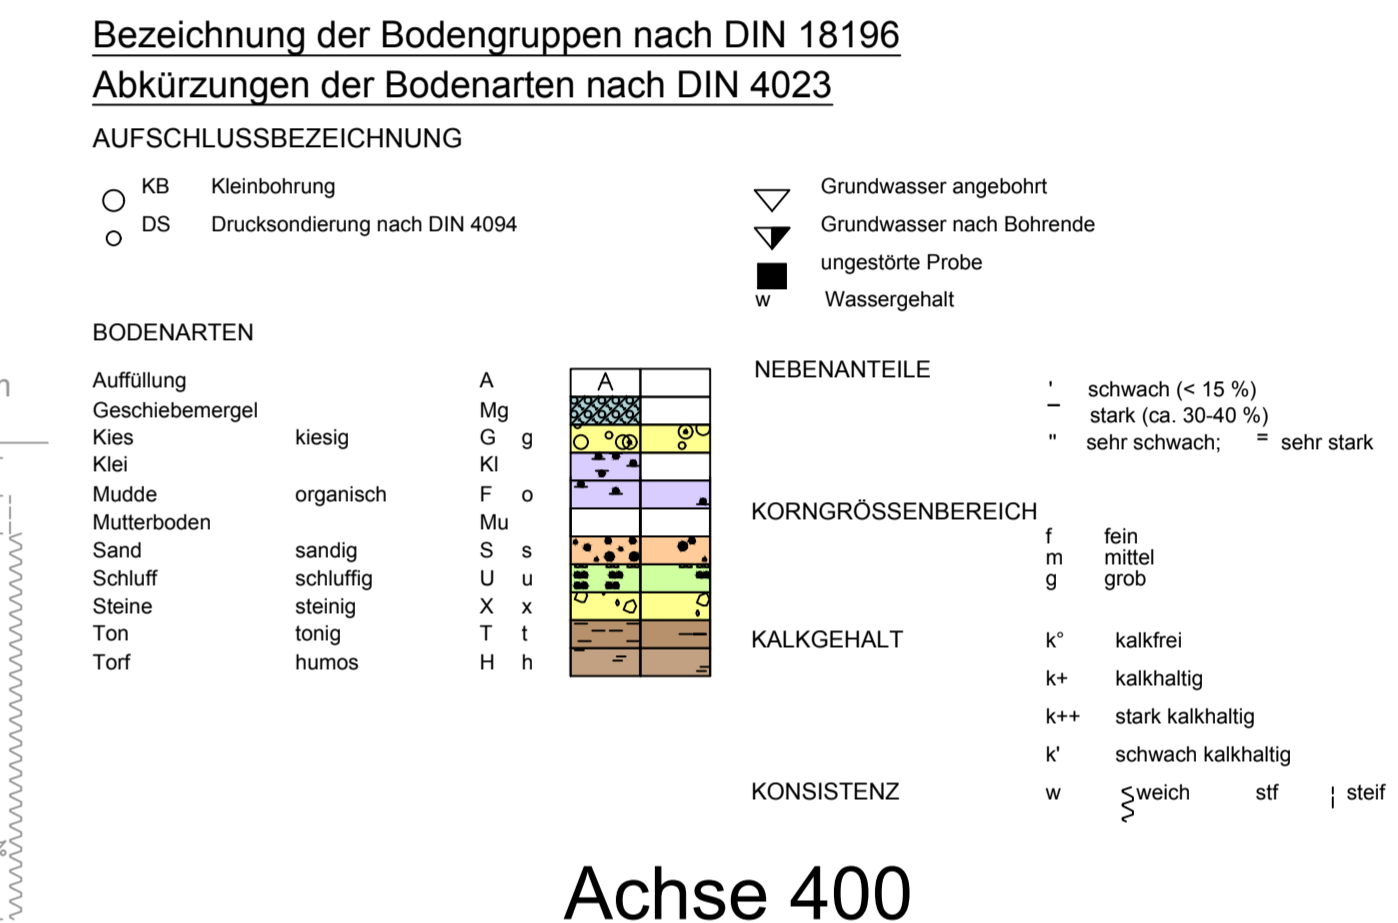 Bezeichnung der Bodengruppen nach DIN 18196
Abkürzungen der Bodenarten nach DIN 4023
AUFSCHLUSSBEZEICHNUNG
KB Kleinbohrung
DS Drucksondierung nach DIN 4094
Grundwasser angebohrt
Grundwasser nach Bohrende
ungestörte Probe
w Wassergehalt
BODENARTEN
Auffüllung A A
Geschiebemergel Mg
Kies kiesig G g
Klei Kl
Mudde organisch F o
Mutterboden Mu
Sand sandig S s
Schluff schluffig U u
Steine steinig X x
Ton tonig T t
Torf humos H h
NEBENANTEILE
' schwach (< 15 %)
– stark (ca. 30-40 %)
" sehr schwach; = sehr stark
KORNGRÖSSENBEREICH
f fein
m mittel
g grob
KALKGEHALT k° kalkfrei
k+ kalkhaltig
k++ stark kalkhaltig
k' schwach kalkhaltig
KONSISTENZ w weich stf steif
Achse 400